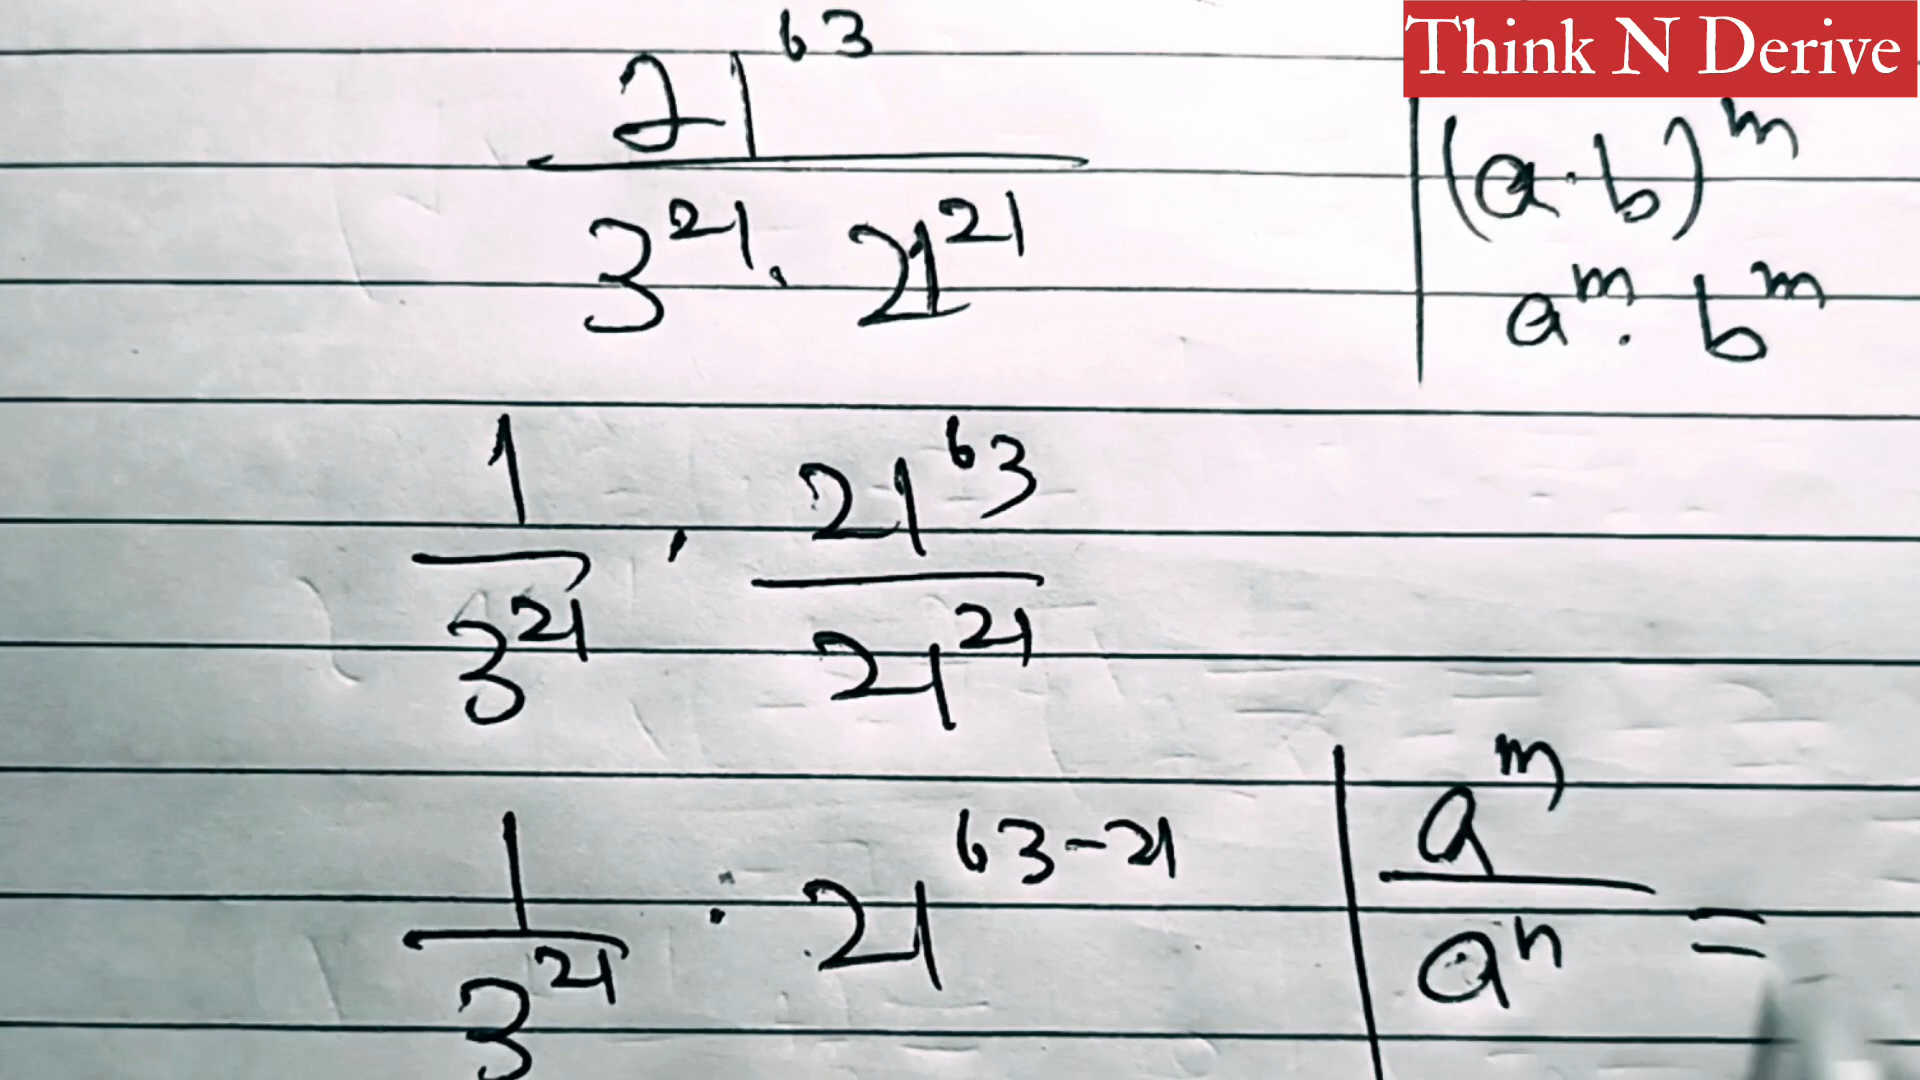 Think N Derive
21^63
(a·b)^m
3^21 · 21^21
a^m · b^m
1 / 3^21 · 21^63 / 21^21
1 / 3^21 · 21^63-21
a^m / a^n =